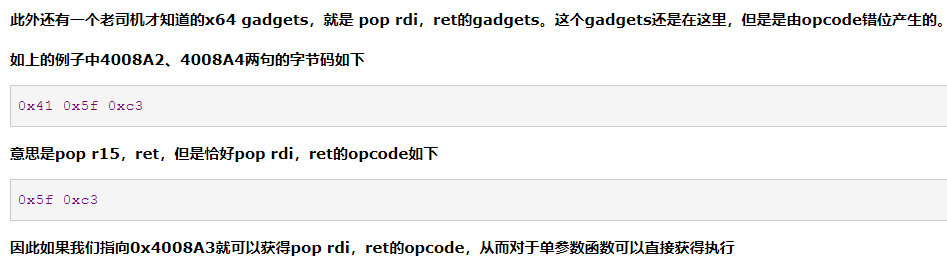 此外还有一个老司机才知道的x64 gadgets，就是 pop rdi，ret的gadgets。这个gadgets还是在这里，但是是由opcode错位产生的。
如上的例子中4008A2、4008A4两句的字节码如下
0x41 0x5f 0xc3
意思是pop r15，ret，但是恰好pop rdi，ret的opcode如下
0x5f 0xc3
因此如果我们指向0x4008A3就可以获得pop rdi，ret的opcode，从而对于单参数函数可以直接获得执行